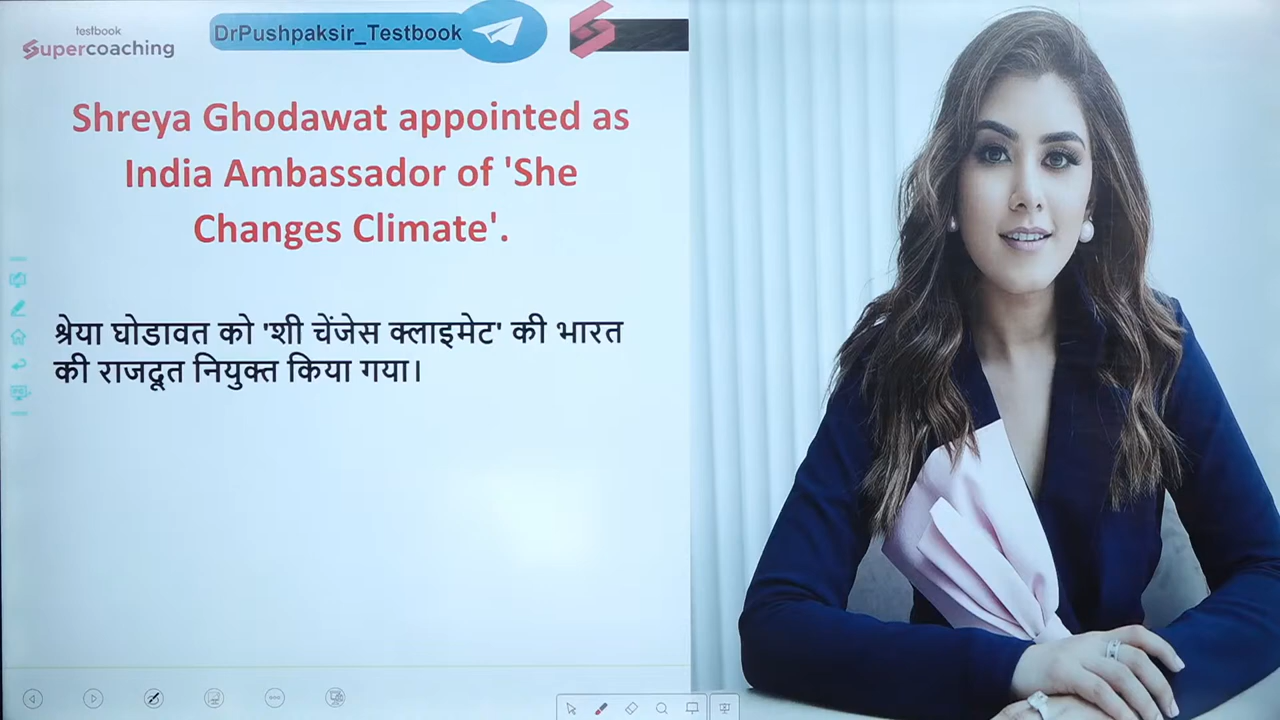 testbook
Supercoaching
DrPushpaksir_Testbook
Shreya Ghodawat appointed as
India Ambassador of 'She
Changes Climate'.
श्रेया घोडावत को 'शी चेंजेस क्लाइमेट' की भारत
की राजदूत नियुक्त किया गया।